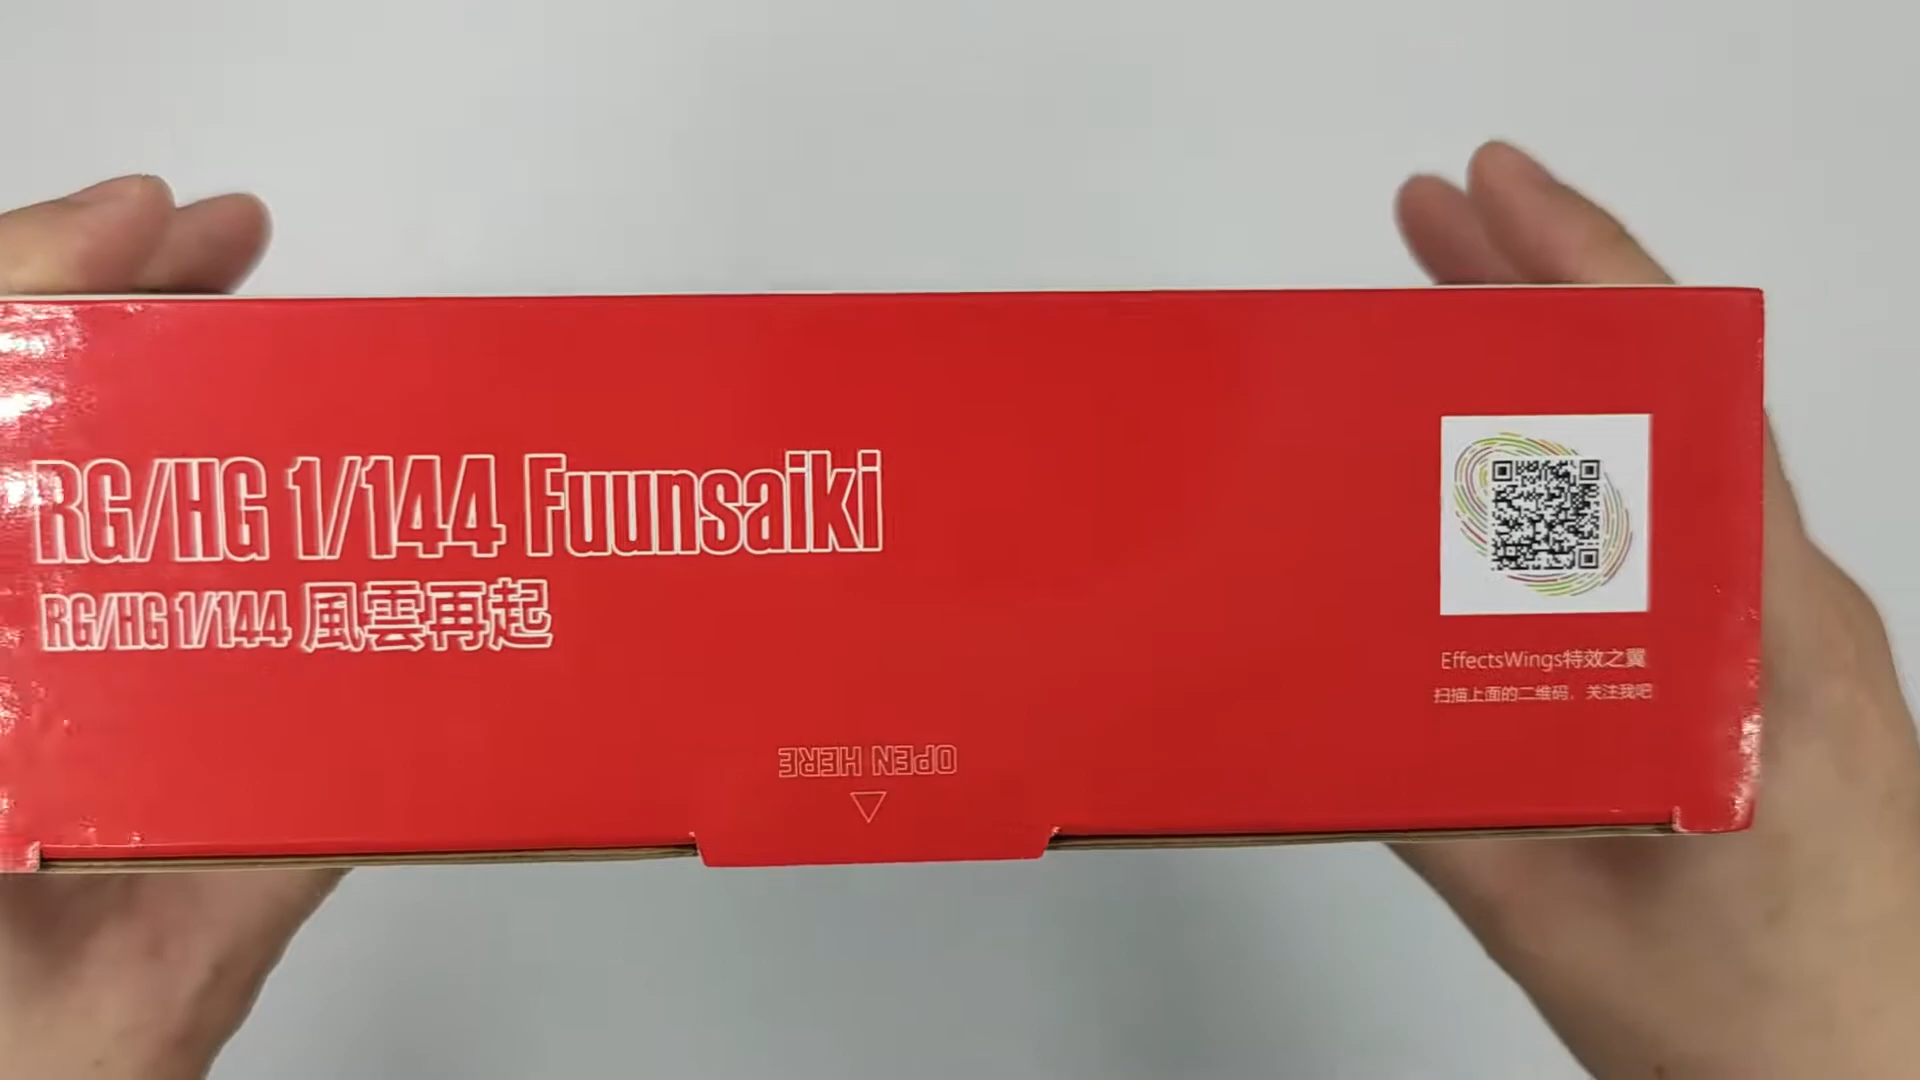 RG/HG 1/144 Fuunsaiki
RG/HG 1/144 風雲再起
EffectsWings特效之翼
扫描上面的二维码，关注我吧
OPEN HERE